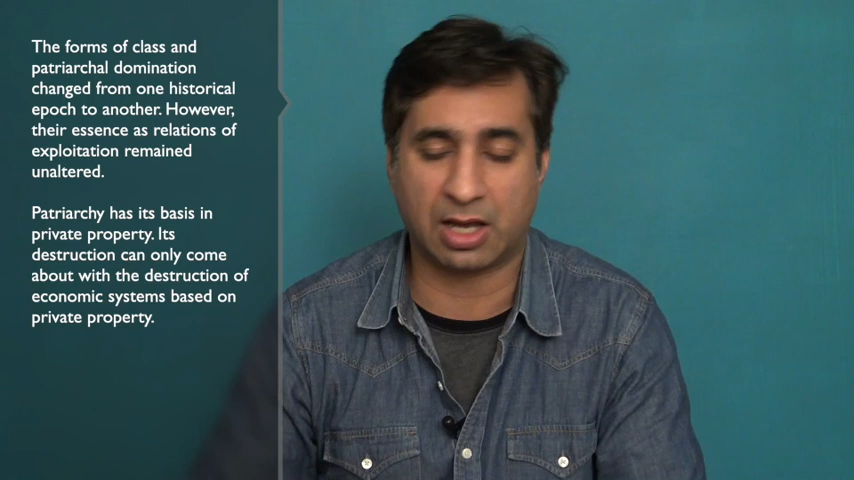 The forms of class and
patriarchal domination
changed from one historical
epoch to another. However,
their essence as relations of
exploitation remained
unaltered.
Patriarchy has its basis in
private property. Its
destruction can only come
about with the destruction of
economic systems based on
private property.